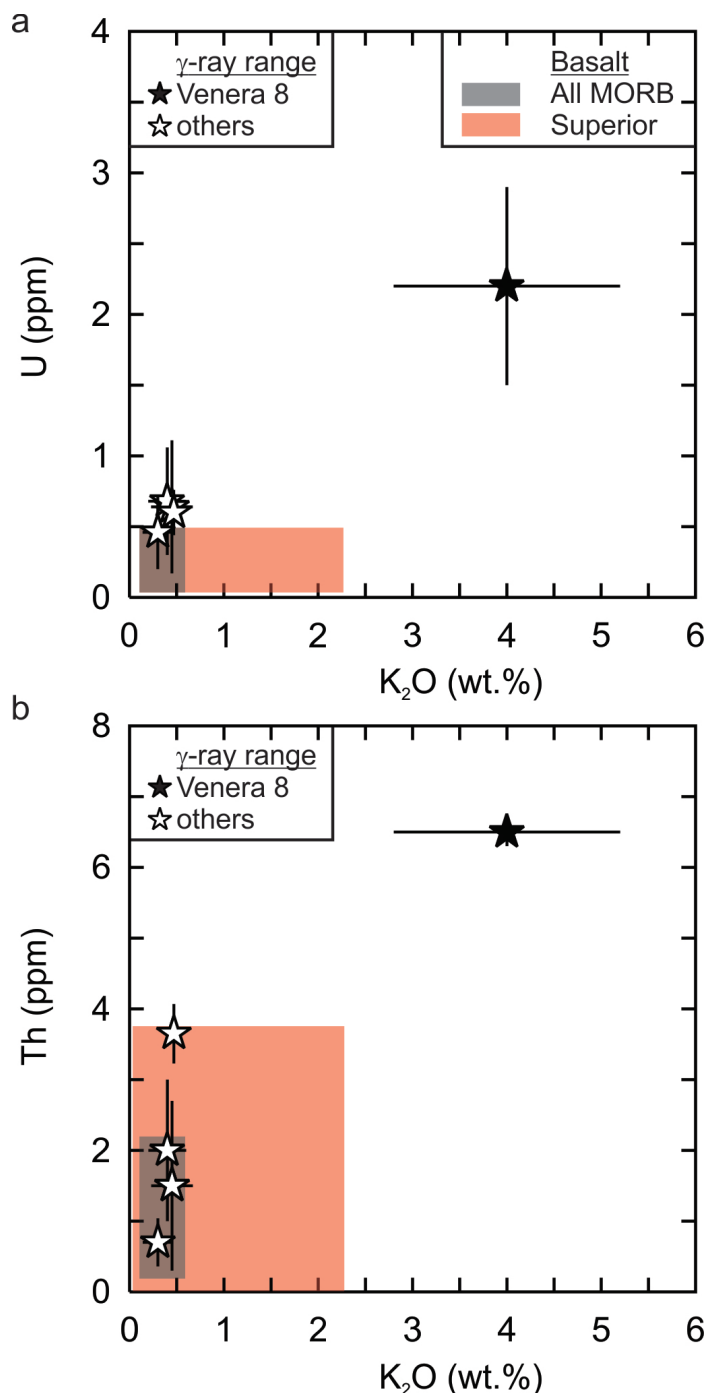 a
γ-ray range
Venera 8
others
Basalt
All MORB
Superior
4
3
2
1
0
U (ppm)
0 1 2 3 4 5 6
K₂O (wt.%)
b
γ-ray range
Venera 8
others
8
6
4
2
0
Th (ppm)
0 1 2 3 4 5 6
K₂O (wt.%)